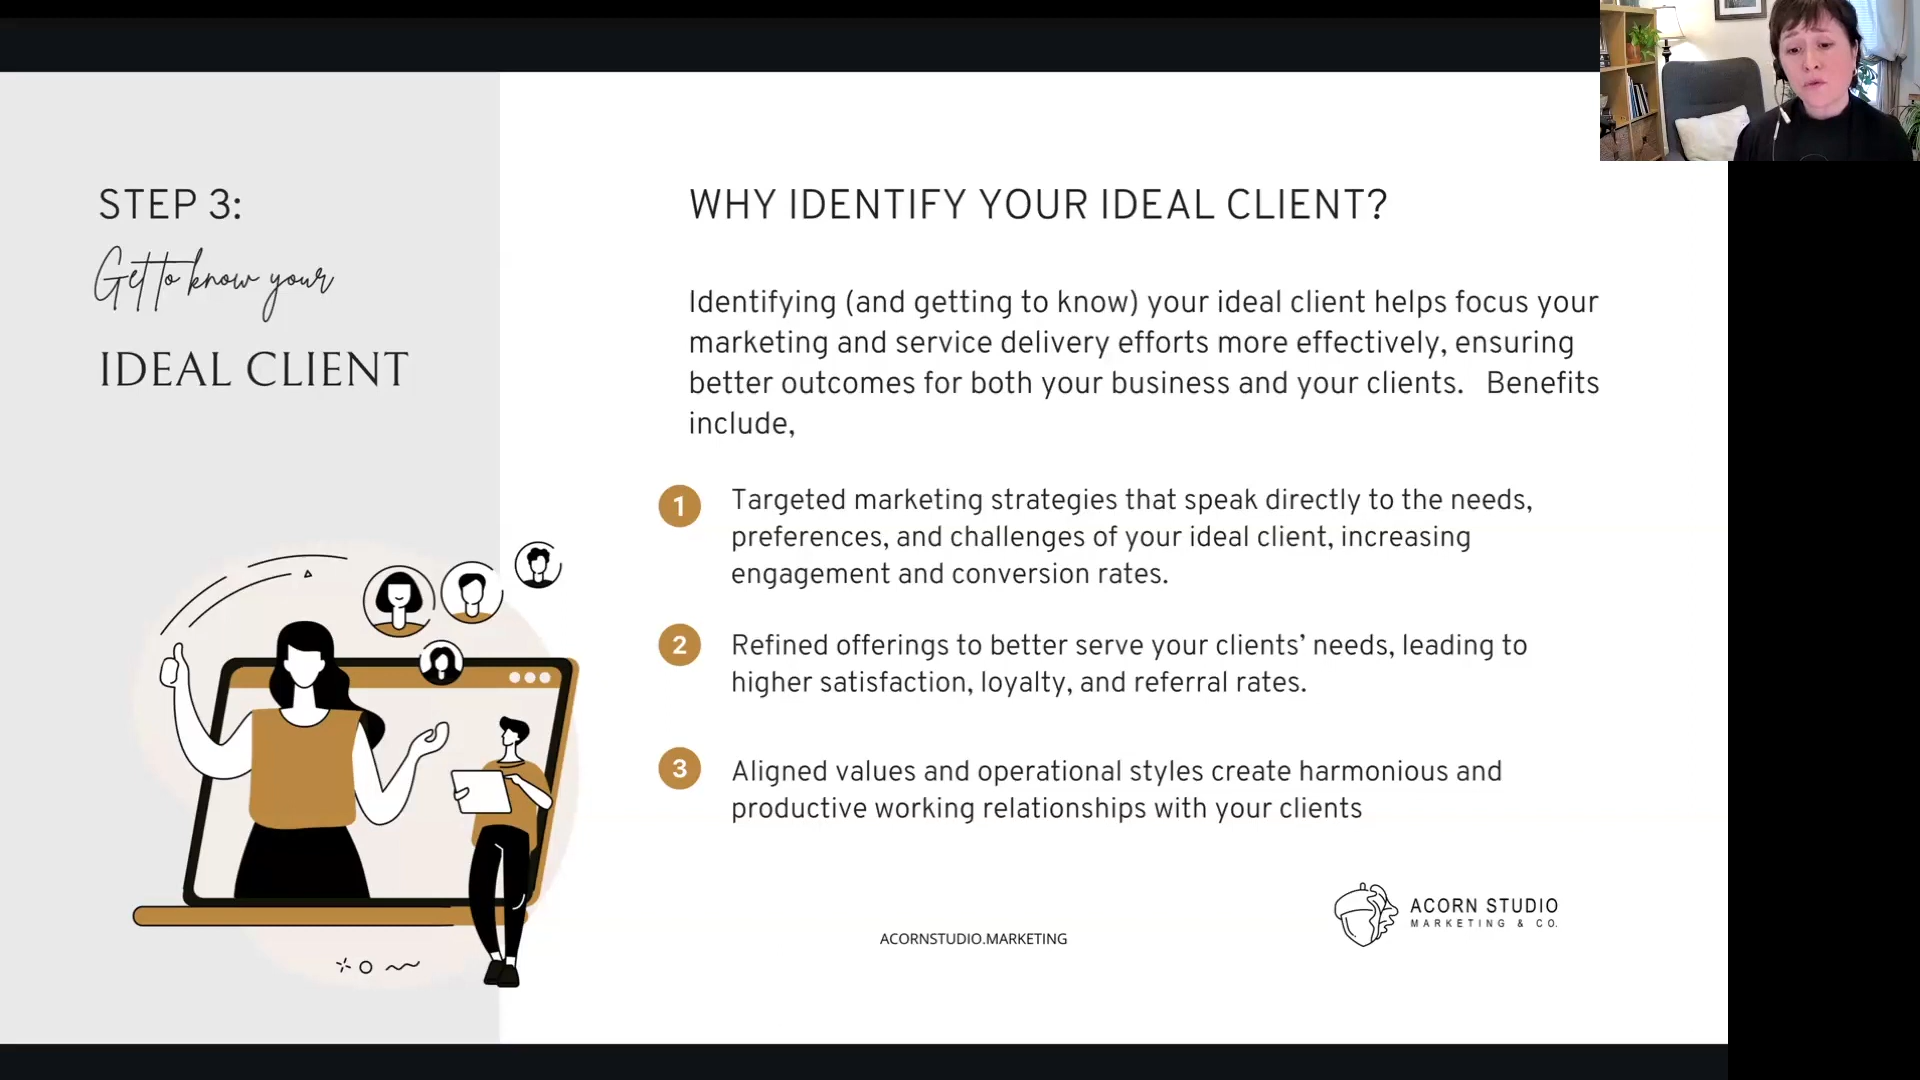 STEP 3:
Get to know your
IDEAL CLIENT
WHY IDENTIFY YOUR IDEAL CLIENT?
Identifying (and getting to know) your ideal client helps focus your
marketing and service delivery efforts more effectively, ensuring
better outcomes for both your business and your clients.   Benefits
include,
1 Targeted marketing strategies that speak directly to the needs,
preferences, and challenges of your ideal client, increasing
engagement and conversion rates.
2 Refined offerings to better serve your clients’ needs, leading to
higher satisfaction, loyalty, and referral rates.
3 Aligned values and operational styles create harmonious and
productive working relationships with your clients
ACORNSTUDIO.MARKETING
ACORN STUDIO
MARKETING & CO.